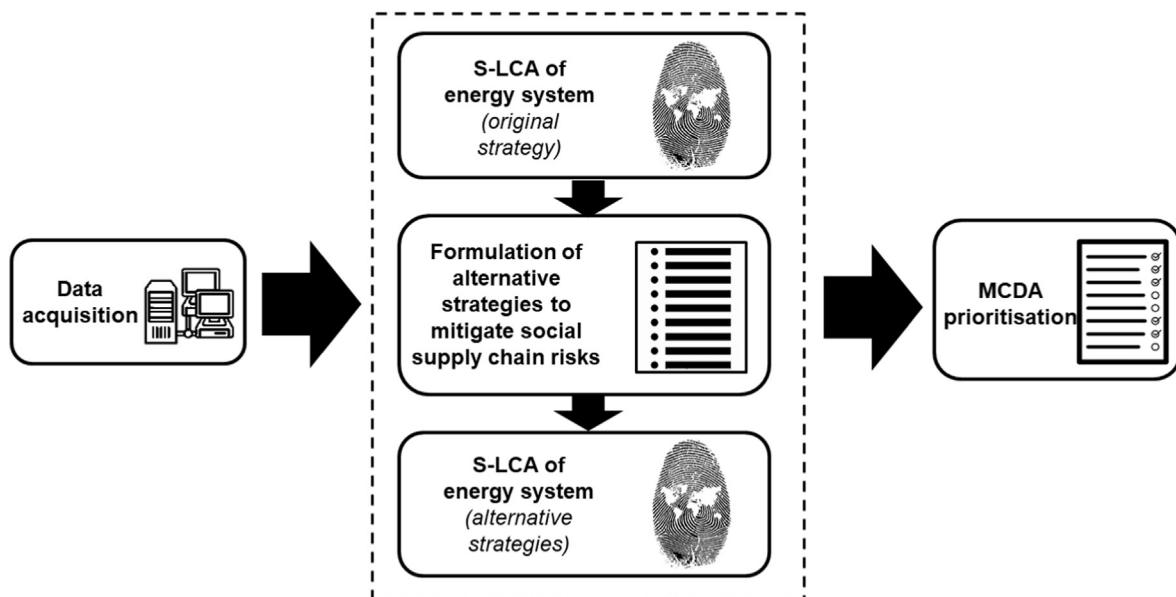 Data
acquisition
S-LCA of
energy system
(original
strategy)
Formulation of
alternative
strategies to
mitigate social
supply chain risks
S-LCA of
energy system
(alternative
strategies)
MCDA
prioritisation